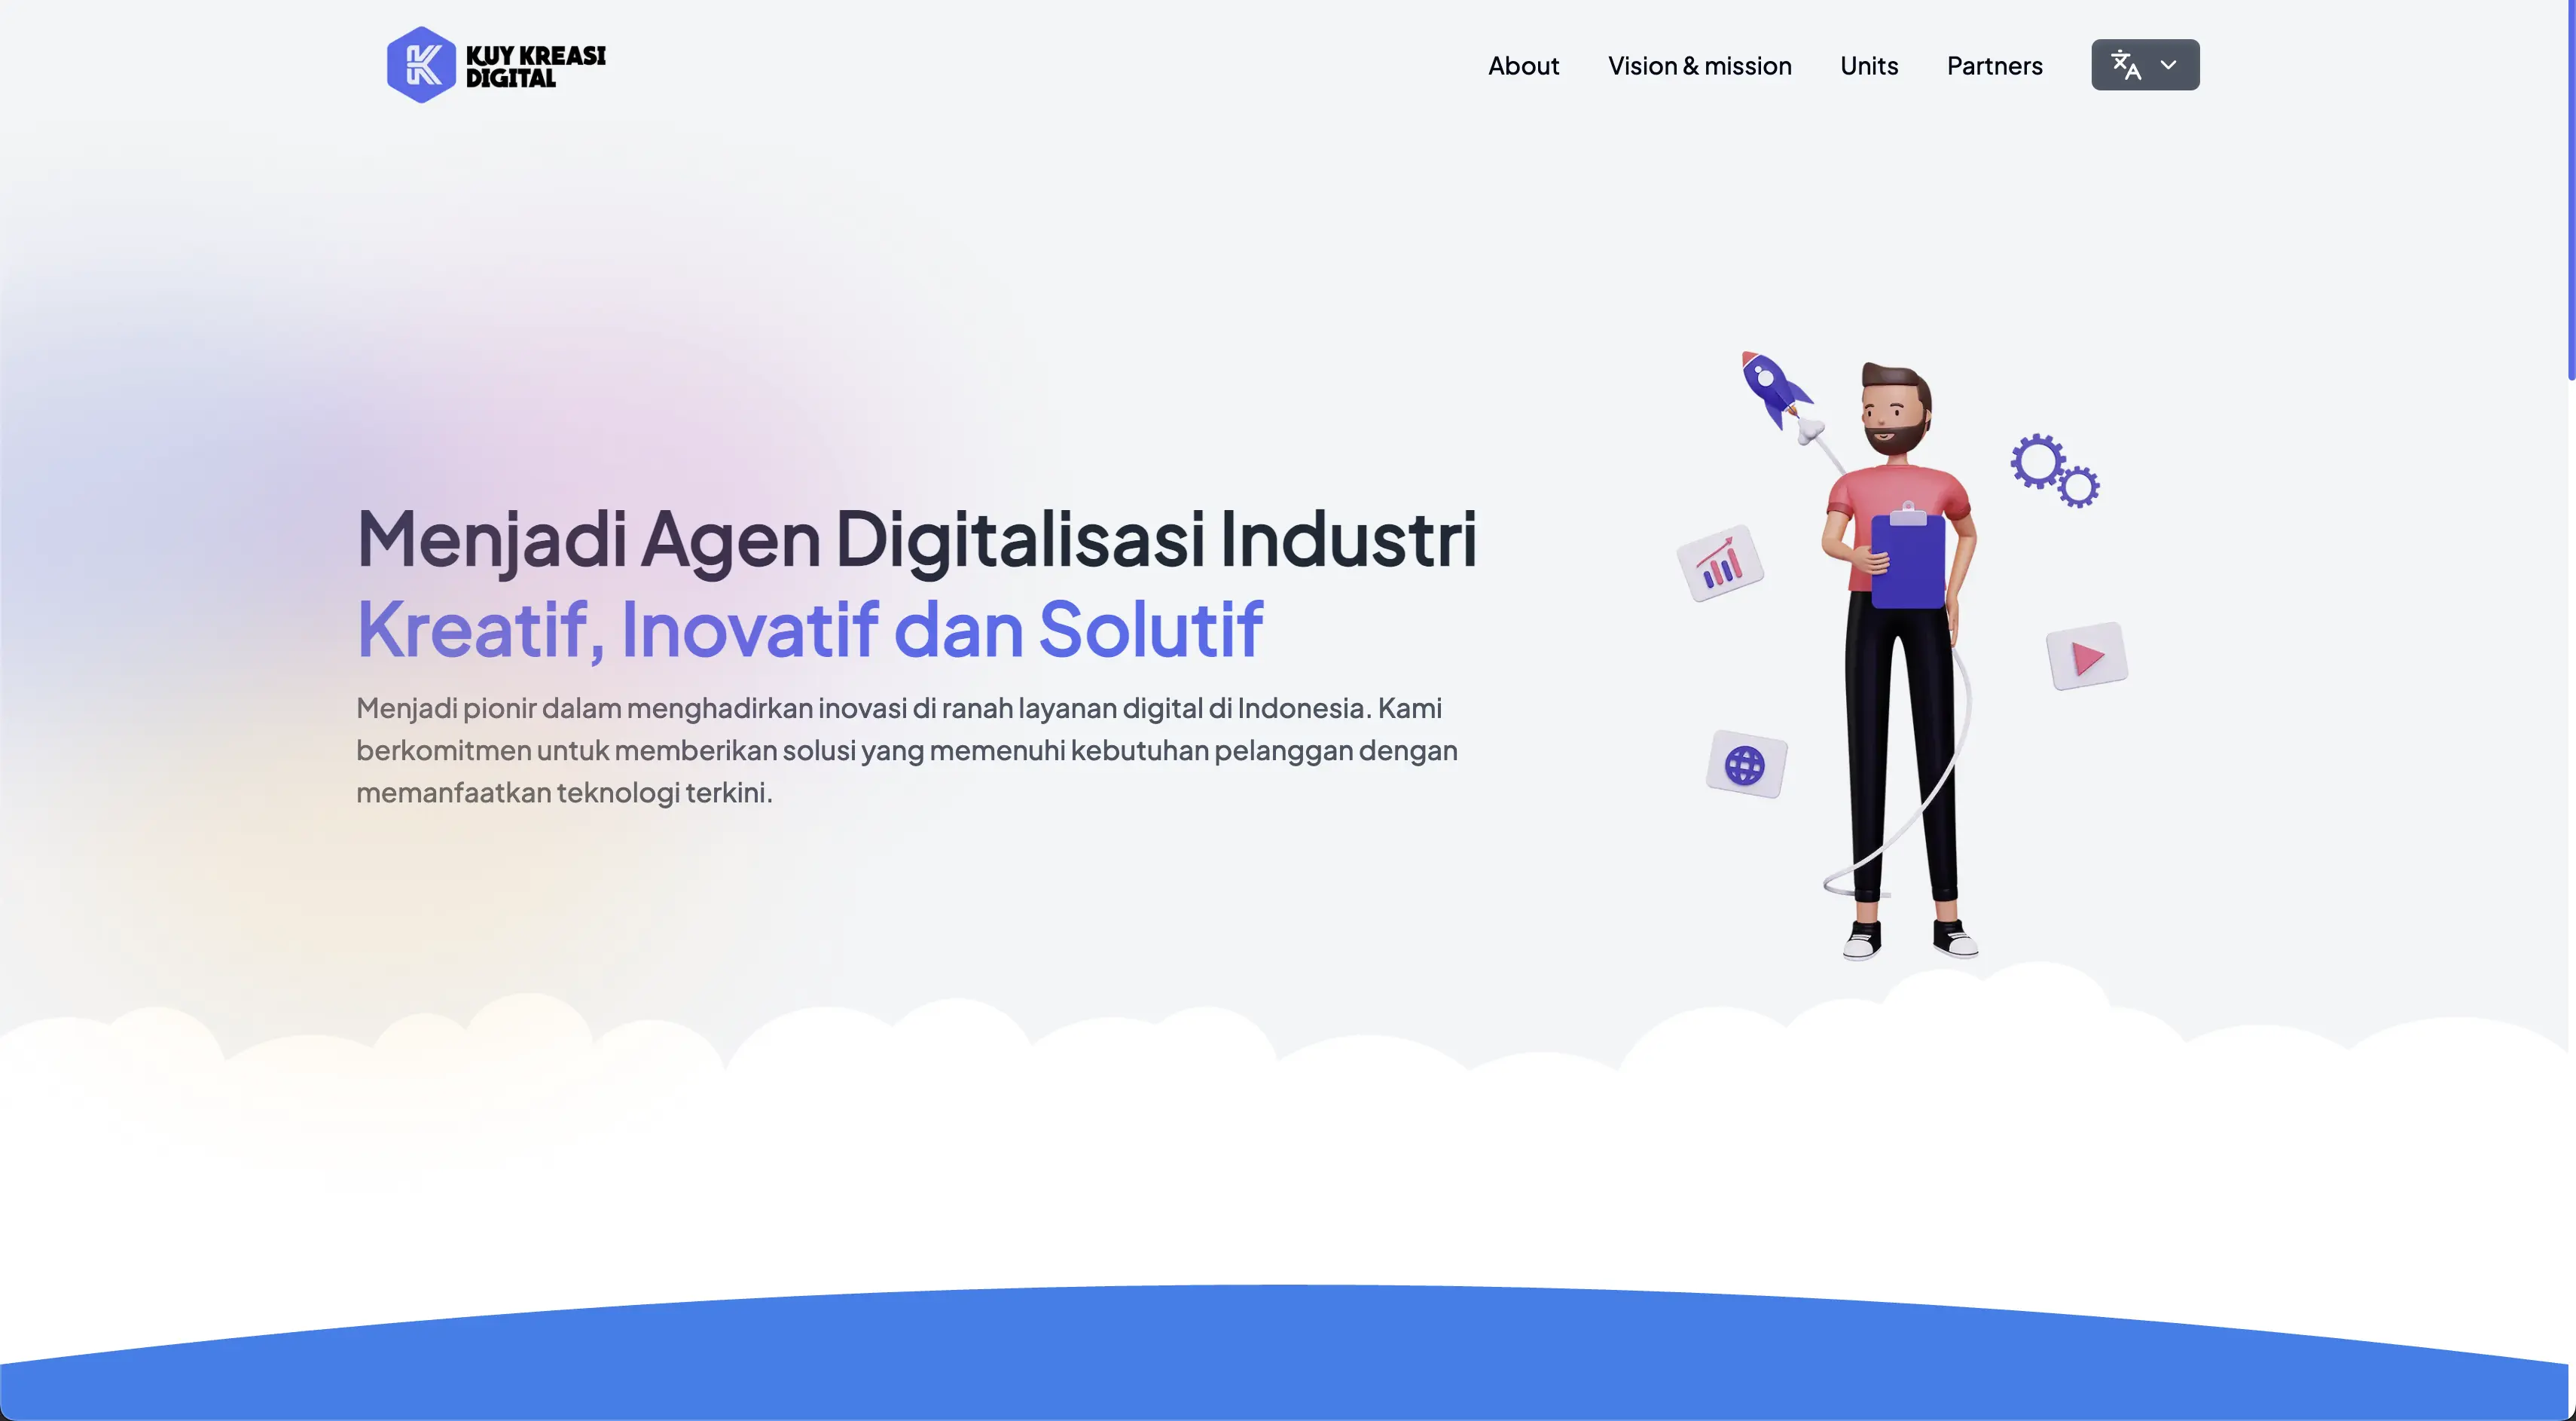 KUY KREASI
DIGITAL
About
Vision & mission
Units
Partners
Menjadi Agen Digitalisasi Industri
Kreatif, Inovatif dan Solutif
Menjadi pionir dalam menghadirkan inovasi di ranah layanan digital di Indonesia. Kami
berkomitmen untuk memberikan solusi yang memenuhi kebutuhan pelanggan dengan
memanfaatkan teknologi terkini.